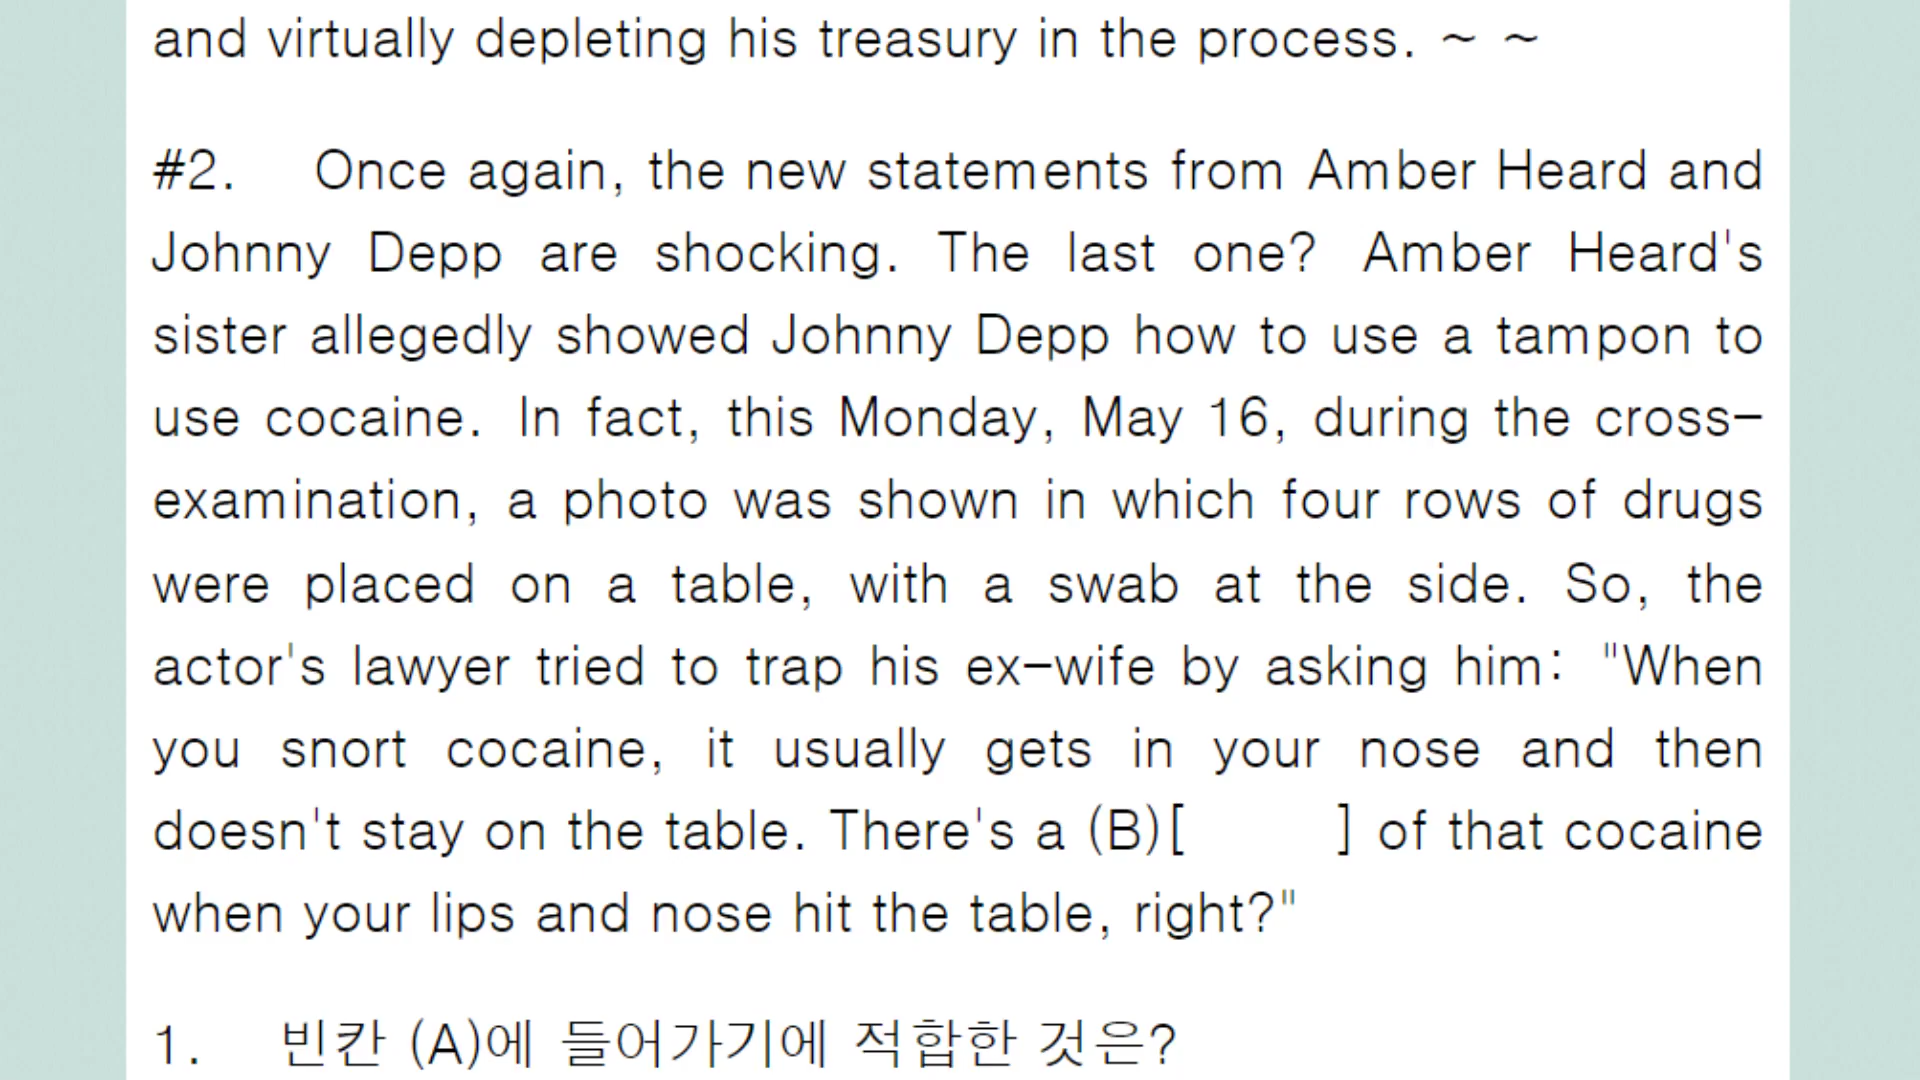 and virtually depleting his treasury in the process. ~ ~
#2. Once again, the new statements from Amber Heard and
Johnny Depp are shocking. The last one? Amber Heard's
sister allegedly showed Johnny Depp how to use a tampon to
use cocaine. In fact, this Monday, May 16, during the cross-
examination, a photo was shown in which four rows of drugs
were placed on a table, with a swab at the side. So, the
actor's lawyer tried to trap his ex-wife by asking him: "When
you snort cocaine, it usually gets in your nose and then
doesn't stay on the table. There's a (B)[ ] of that cocaine
when your lips and nose hit the table, right?"
1. 빈칸 (A)에 들어가기에 적합한 것은?